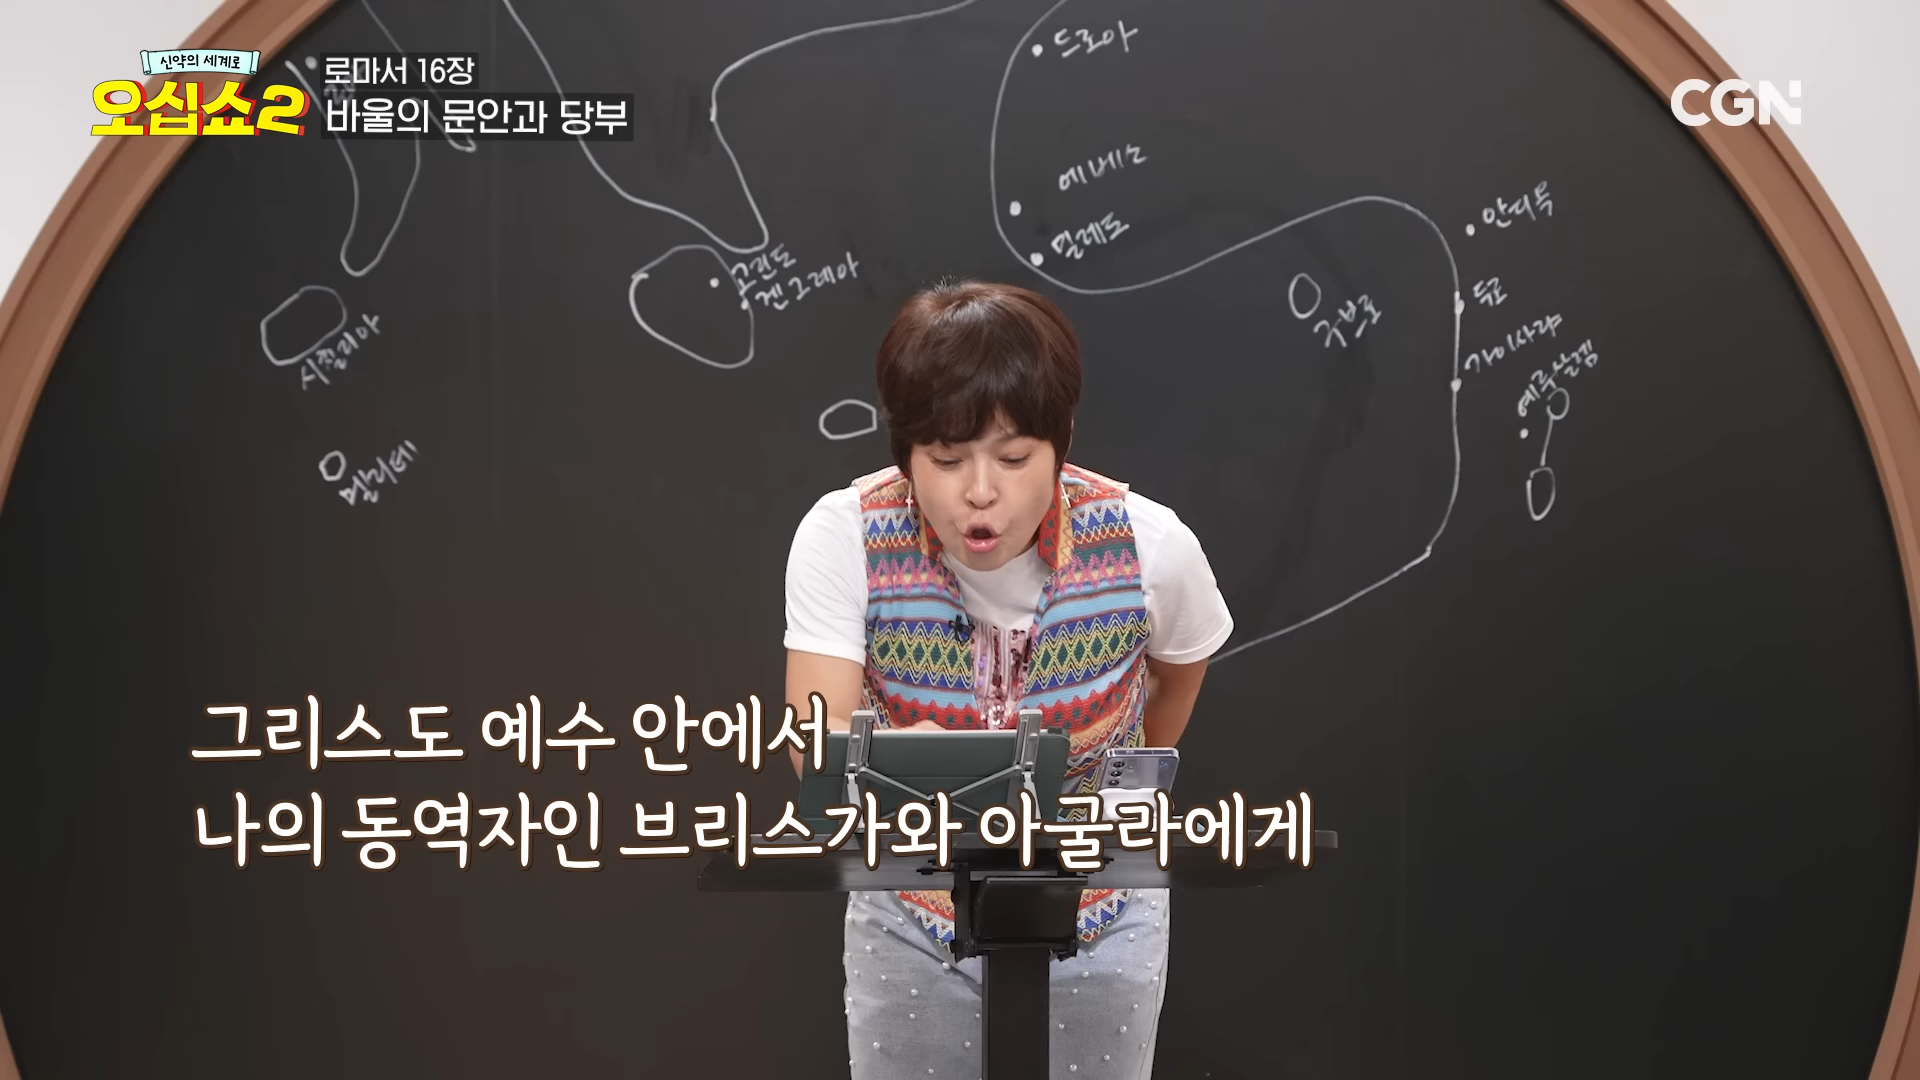 신약의 세계로
오십쇼2
로마서 16장
바울의 문안과 당부
CGN
드로아
에베소
밀레도
안디옥
고린도
겐그레아
두로
구브로
가이사랴
예루살렘
시칠리아
멜리데
그리스도 예수 안에서
나의 동역자인 브리스가와 아굴라에게